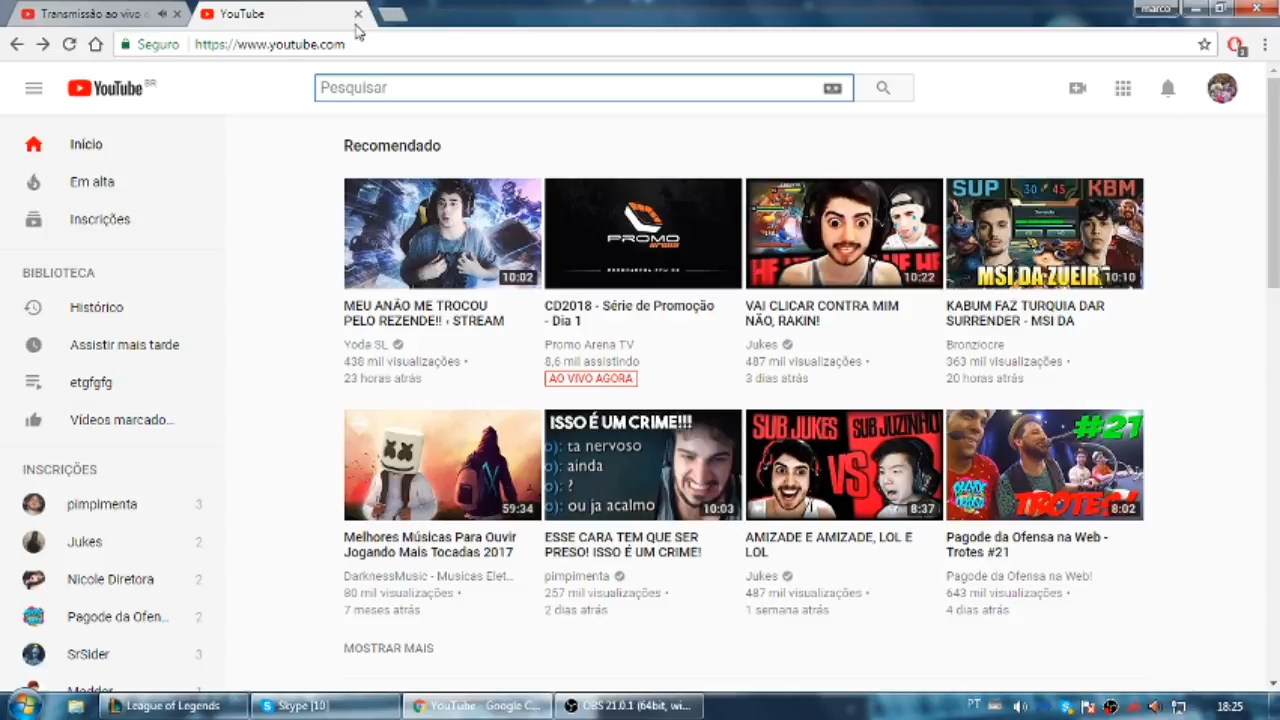 Transmissão ao vivo
YouTube
marco
Seguro
https://www.youtube.com
2
YouTube BR
Pesquisar
Início
Em alta
Inscrições
BIBLIOTECA
Histórico
Assistir mais tarde
etgfgfg
Vídeos marcado...
INSCRIÇÕES
pimpimenta 3
Jukes 2
Nicole Diretora 2
Pagode da Ofen... 2
SrSider 3
Recomendado
10:02
MEU ANÃO ME TROCOU
PELO REZENDE!! ‹ STREAM
Yoda SL
438 mil visualizações •
23 horas atrás
PROMO
arena
CD2018 - Série de Promoção
- Dia 1
Promo Arena TV
8,6 mil assistindo
AO VIVO AGORA
10:22
VAI CLICAR CONTRA MIM
NÃO, RAKIN!
Jukes
487 mil visualizações •
3 dias atrás
SUP 30 45 KBM
MSI DA ZUEIR
10:10
KABUM FAZ TURQUIA DAR
SURRENDER - MSI DA
Bronziocre
363 mil visualizações •
20 horas atrás
59:34
Melhores Músicas Para Ouvir
Jogando Mais Tocadas 2017
DarknessMusic - Musicas Elet...
80 mil visualizações •
7 meses atrás
ISSO É UM CRIME!!!
o): ta nervoso
o): ainda
o): ?
o): ou ja acalmo
10:03
ESSE CARA TEM QUE SER
PRESO! ISSO É UM CRIME!
pimpimenta
257 mil visualizações •
2 dias atrás
SUB JUKES SUB JUZINHO
VS
8:37
AMIZADE E AMIZADE, LOL E
LOL
Jukes
487 mil visualizações •
1 semana atrás
#21
TROTES!
8:02
Pagode da Ofensa na Web -
Trotes #21
Pagode da Ofensa na Web!
643 mil visualizações •
4 dias atrás
MOSTRAR MAIS
League of Legends
Skype [10]
YouTube - Google C...
OBS 21.0.1 (64bit, wi...
PT
18:25